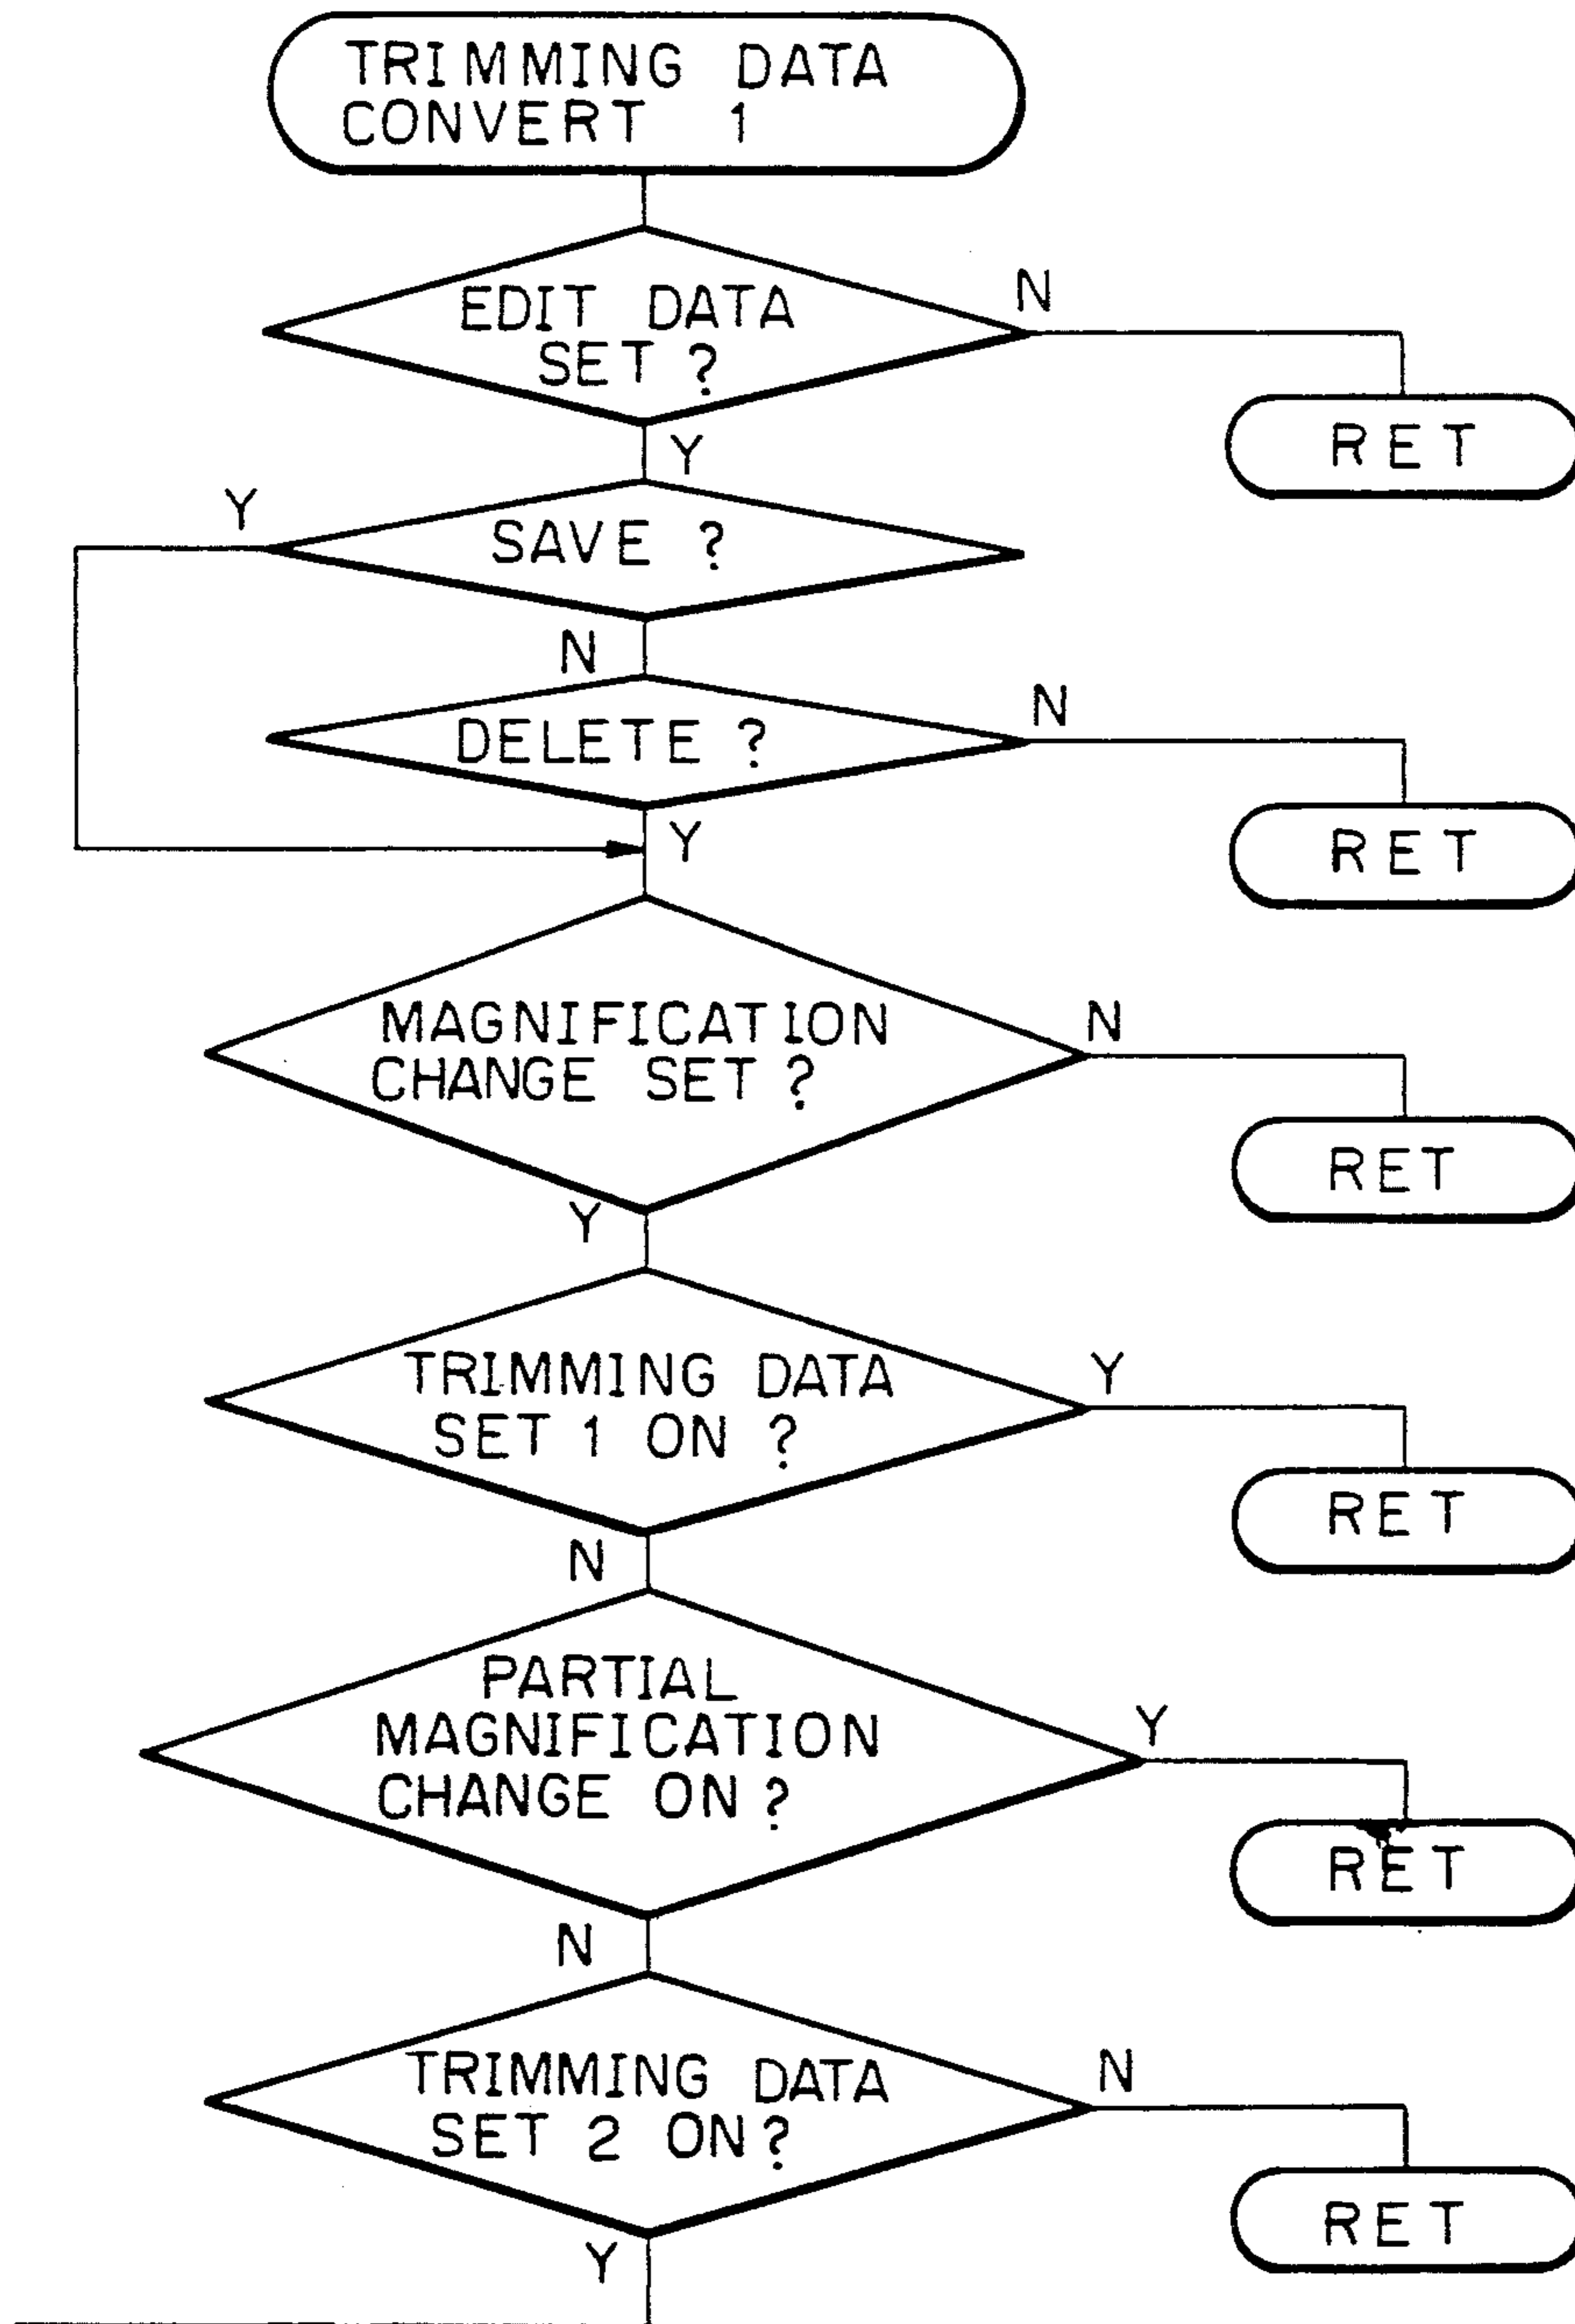 TRIMMING DATA
CONVERT 1
EDIT DATA
SET ?
N
RET
Y
Y
SAVE ?
N
DELETE ?
N
RET
Y
MAGNIFICATION
CHANGE SET ?
N
RET
Y
TRIMMING DATA
SET 1 ON ?
Y
RET
N
PARTIAL
MAGNIFICATION
CHANGE ON ?
Y
RET
N
TRIMMING DATA
SET 2 ON?
N
RET
Y